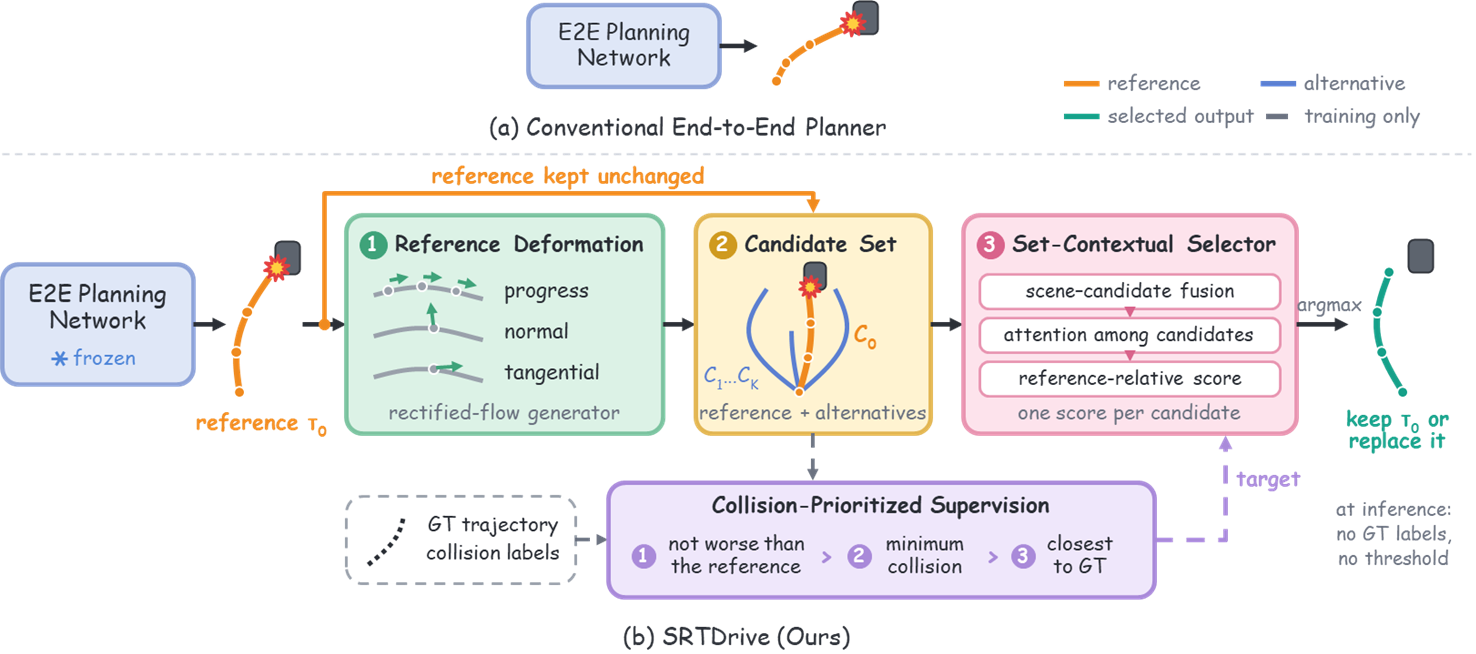 E2E Planning
Network
reference
alternative
selected output
training only
(a) Conventional End-to-End Planner
reference kept unchanged
E2E Planning
Network
frozen
reference τ₀
1 Reference Deformation
progress
normal
tangential
rectified-flow generator
2 Candidate Set
C₀
C₁...C_K
reference + alternatives
3 Set-Contextual Selector
scene-candidate fusion
attention among candidates
reference-relative score
one score per candidate
argmax
keep τ₀ or
replace it
target
at inference:
no GT labels,
no threshold
GT trajectory
collision labels
Collision-Prioritized Supervision
1 not worse than
the reference
>
2 minimum
collision
>
3 closest
to GT
(b) SRTDrive (Ours)